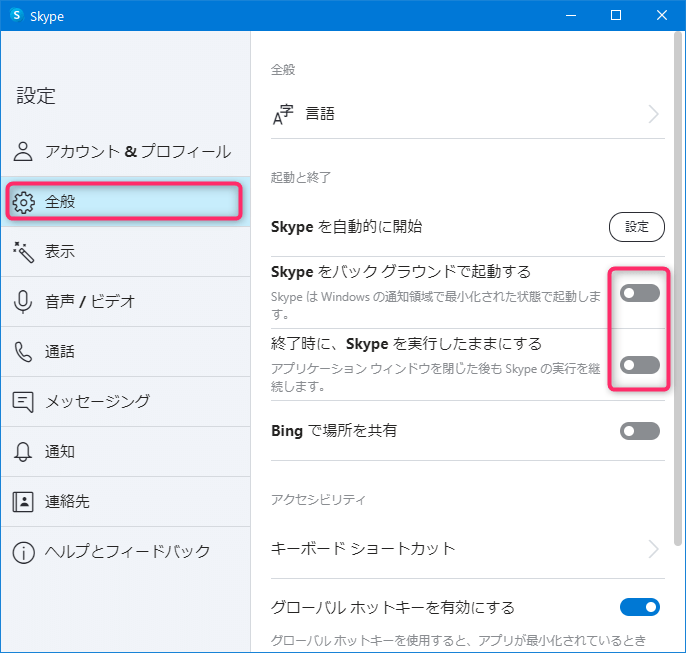 Skype
設定
アカウント & プロフィール
全般
表示
音声 / ビデオ
通話
メッセージング
通知
連絡先
ヘルプとフィードバック
全般
言語
起動と終了
Skype を自動的に開始
設定
Skype をバック グラウンドで起動する
Skype は Windows の通知領域で最小化された状態で起動しま
す。
終了時に、Skype を実行したままにする
アプリケーション ウィンドウを閉じた後も Skype の実行を継
続します。
Bing で場所を共有
アクセシビリティ
キーボード ショートカット
グローバル ホットキーを有効にする
グローバル ホットキーを使用すると、アプリが最小化されているとき